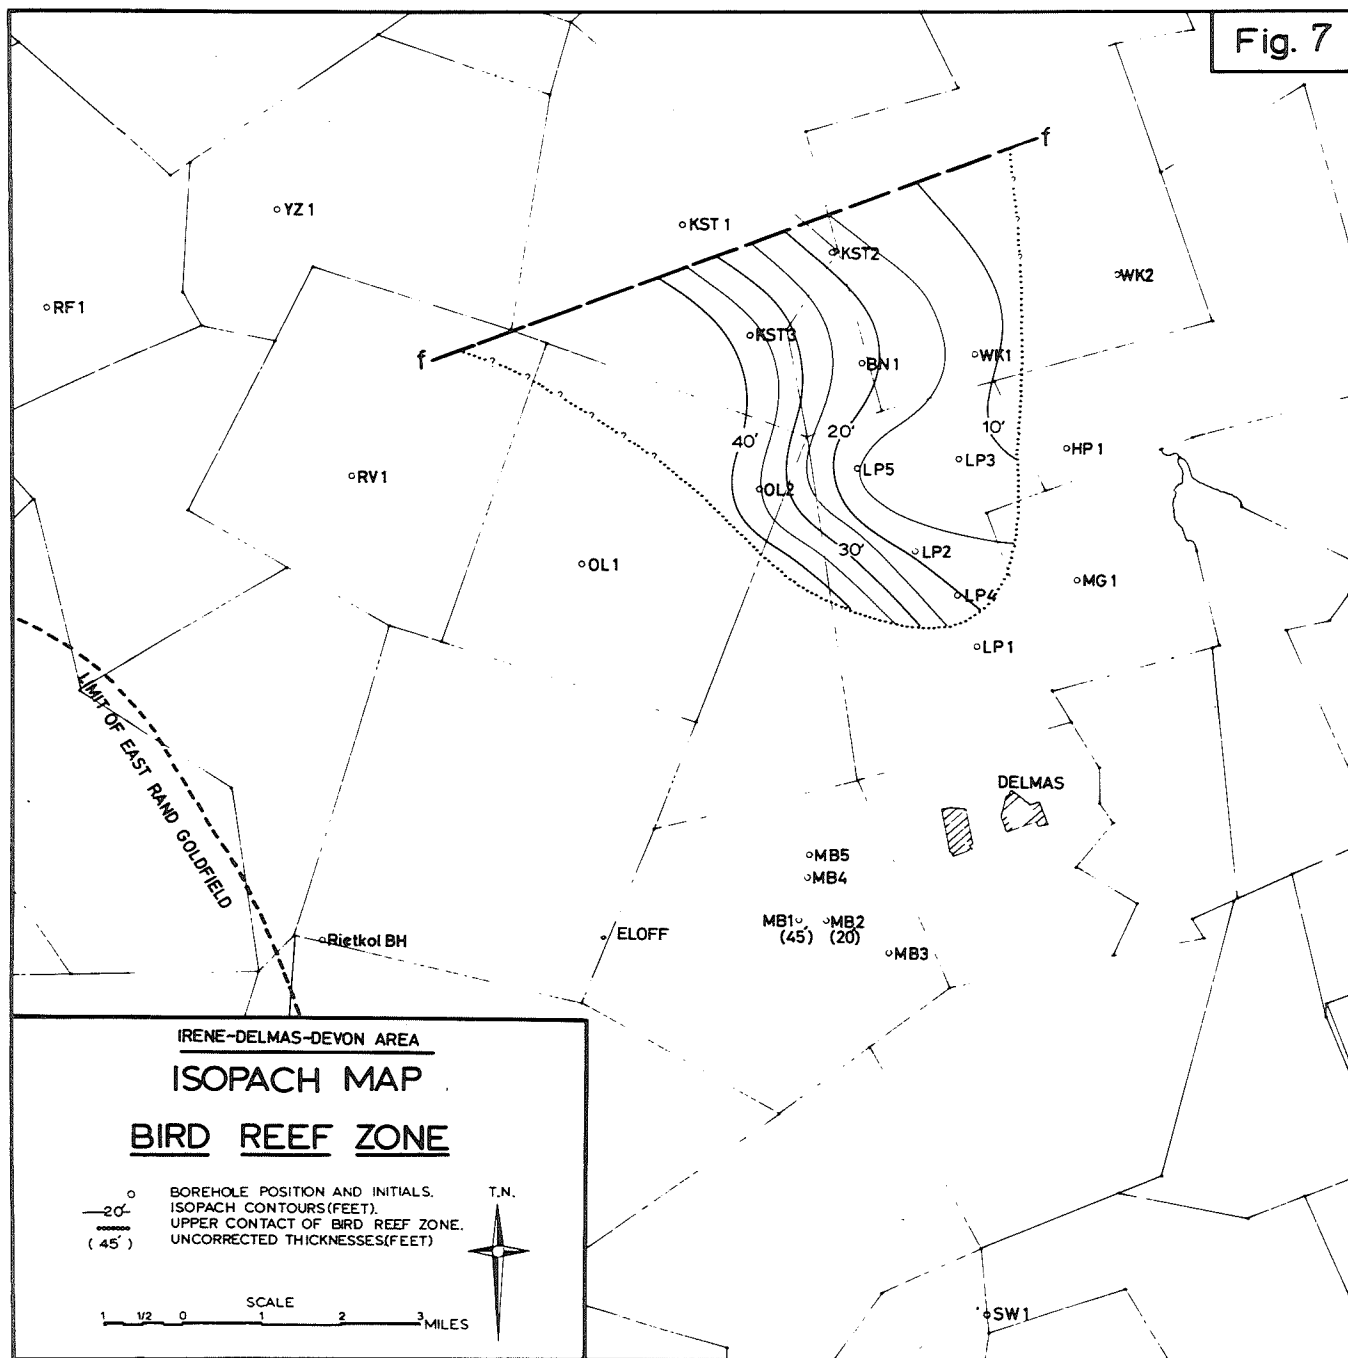 Fig. 7
f
YZ 1
KST 1
KST2
WK2
RF 1
KST3
f
WK1
BN 1
40'
20'
10'
HP 1
LP3
LP5
RV 1
OL2
30'
LP2
OL1
MG 1
LP4
LP 1
LIMIT OF EAST RAND GOLDFIELD
DELMAS
MB5
MB4
MB1 MB2
(45') (20')
Rietkol BH
ELOFF
MB3
IRENE~DELMAS~DEVON AREA
ISOPACH MAP
BIRD REEF ZONE
BOREHOLE POSITION AND INITIALS.
20' ISOPACH CONTOURS (FEET).
UPPER CONTACT OF BIRD REEF ZONE.
(45') UNCORRECTED THICKNESSES (FEET)
T.N.
SCALE
1 1/2 0 1 2 3 MILES
SW 1